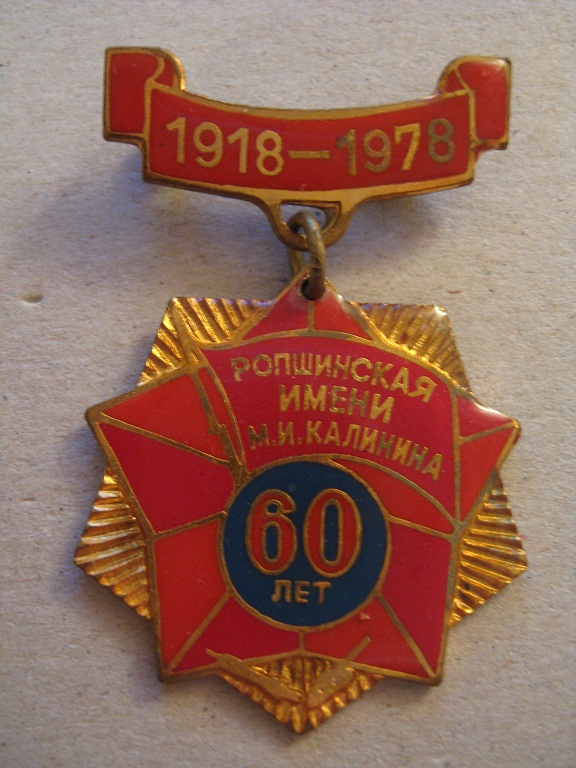 1918-1978
РОПШИНСКАЯ
ИМЕНИ
М.И.КАЛИНИНА
60
ЛЕТ